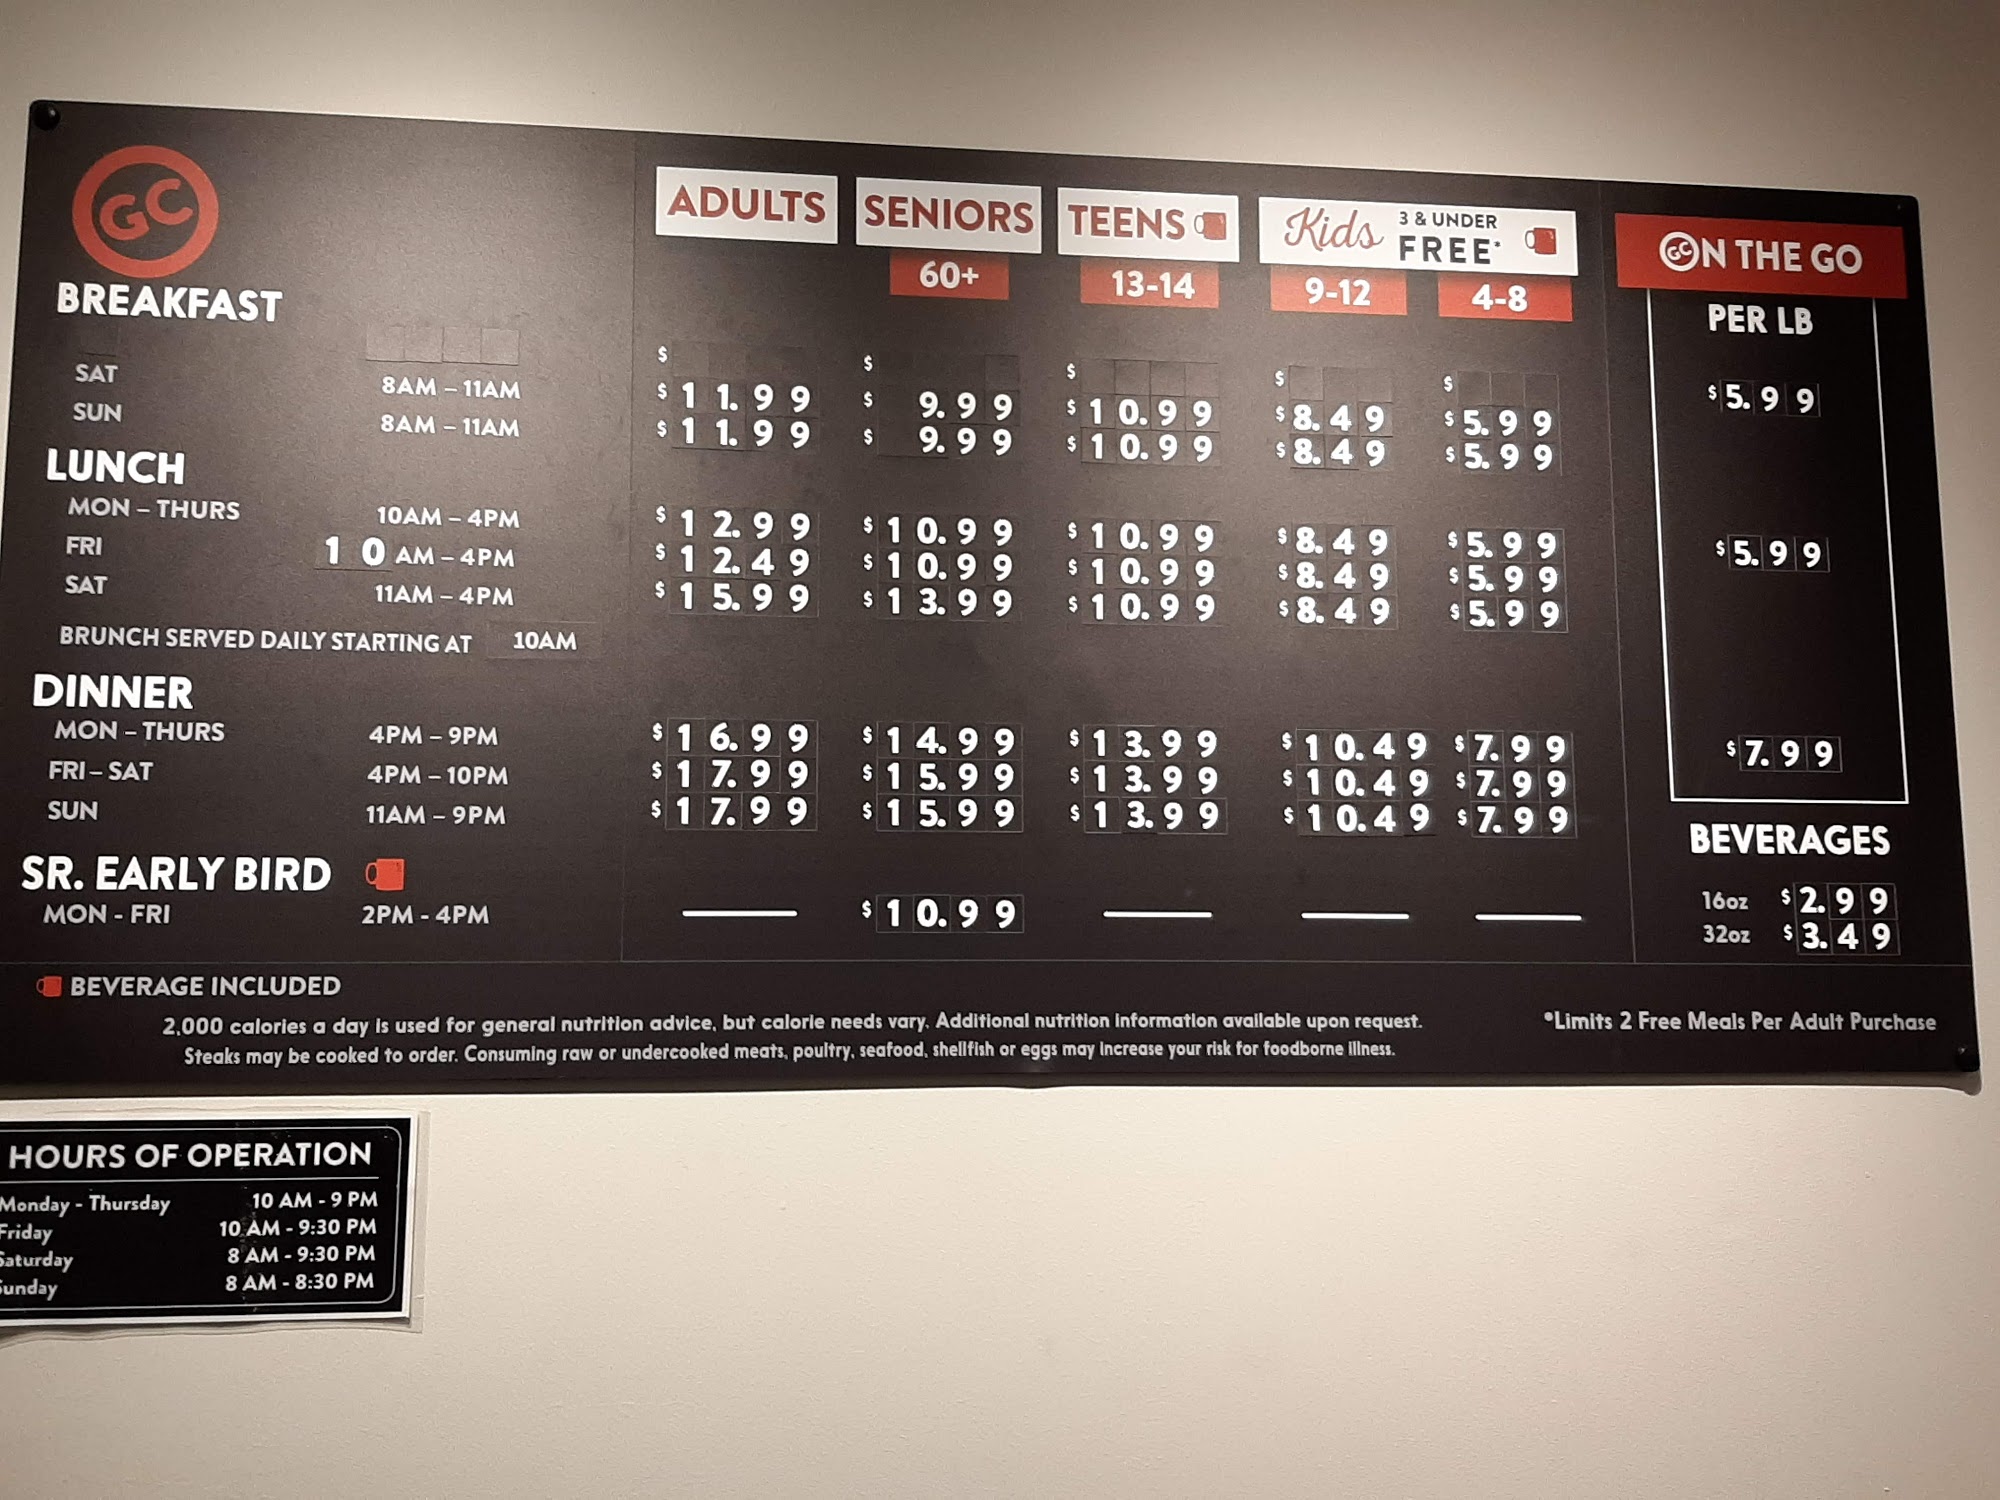 GC
ADULTS SENIORS TEENS Kids 3 & UNDER FREE* GC ON THE GO
60+ 13-14 9-12 4-8
BREAKFAST PER LB
$ $ $ $ $
SAT 8AM – 11AM $11.99 $9.99 $10.99 $8.49 $5.99 $5.99
SUN 8AM – 11AM $11.99 $9.99 $10.99 $8.49 $5.99
LUNCH
MON – THURS 10AM – 4PM $12.99 $10.99 $10.99 $8.49 $5.99
FRI 10AM – 4PM $12.49 $10.99 $10.99 $8.49 $5.99 $5.99
SAT 11AM – 4PM $15.99 $13.99 $10.99 $8.49 $5.99
BRUNCH SERVED DAILY STARTING AT 10AM
DINNER
MON – THURS 4PM – 9PM $16.99 $14.99 $13.99 $10.49 $7.99 $7.99
FRI – SAT 4PM – 10PM $17.99 $15.99 $13.99 $10.49 $7.99
SUN 11AM – 9PM $17.99 $15.99 $13.99 $10.49 $7.99
SR. EARLY BIRD
MON - FRI 2PM - 4PM $10.99
BEVERAGES
16oz $2.99
32oz $3.49
BEVERAGE INCLUDED
2,000 calories a day is used for general nutrition advice, but calorie needs vary. Additional nutrition information available upon request.
Steaks may be cooked to order. Consuming raw or undercooked meats, poultry, seafood, shellfish or eggs may increase your risk for foodborne illness.
*Limits 2 Free Meals Per Adult Purchase
HOURS OF OPERATION
Monday - Thursday 10 AM - 9 PM
Friday 10 AM - 9:30 PM
Saturday 8 AM - 9:30 PM
Sunday 8 AM - 8:30 PM